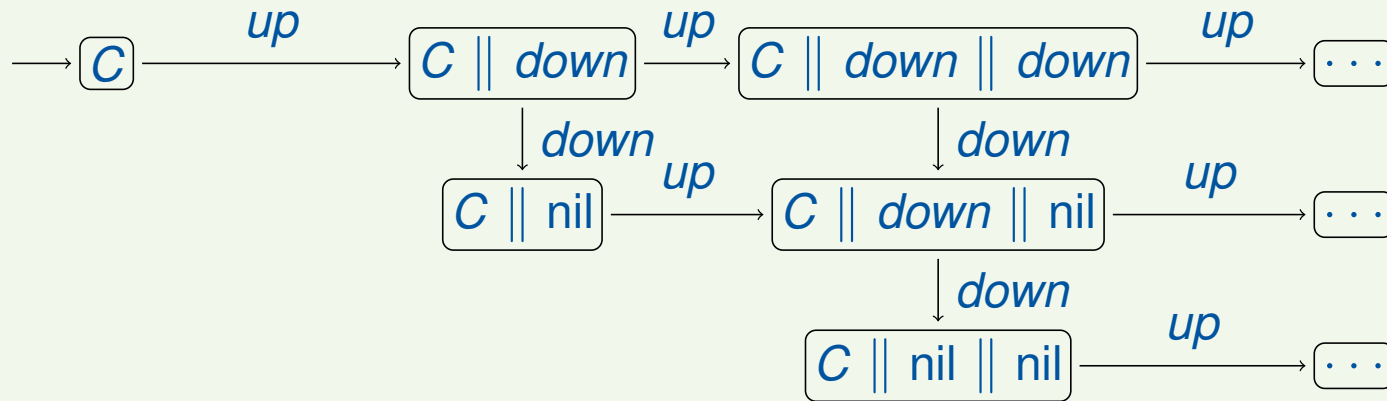 up up up
C C || down C || down || down · · ·
down down
up up
C || nil C || down || nil · · ·
down
up
C || nil || nil · · ·